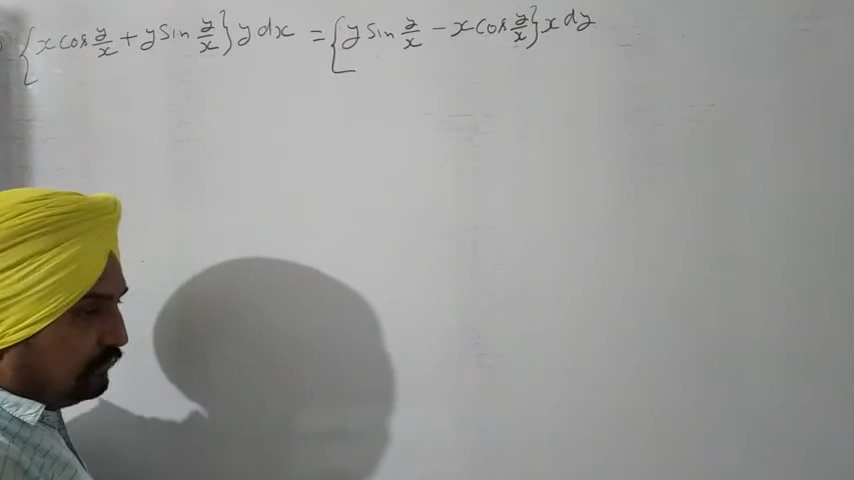 {x cos y/x + y sin y/x} y dx = {y sin y/x - x cos y/x} x dy